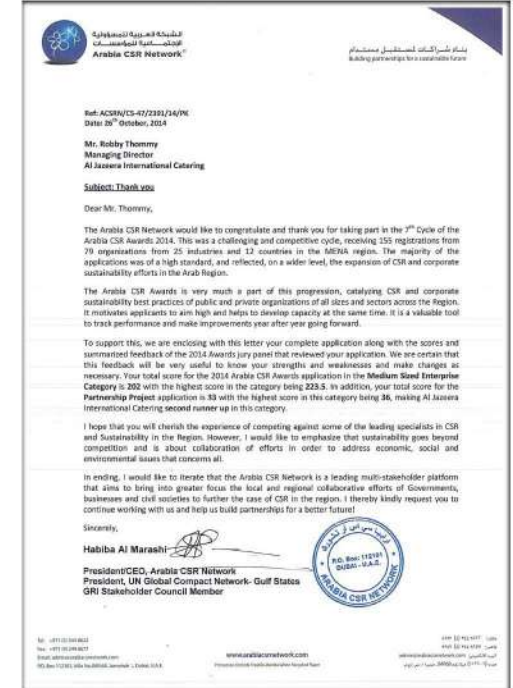 الشبكة العربية للمسؤولية
الإجتماعية للمؤسسات
Arabia CSR Network
بناء شراكات لمستقبل مستدام
Building partnerships for a sustainable future
Ref: ACSRN/CS-47/2391/14/PK
Date: 26th October, 2014
Mr. Robby Thommy
Managing Director
Al Jazeera International Catering
Subject: Thank you
Dear Mr. Thommy,
The Arabia CSR Network would like to congratulate and thank you for taking part in the 7th Cycle of the
Arabia CSR Awards 2014. This was a challenging and competitive cycle, receiving 155 registrations from
79 organizations from 25 industries and 12 countries in the MENA region. The majority of the
applications was of a high standard, and reflected, on a wider level, the expansion of CSR and corporate
sustainability efforts in the Arab Region.
The Arabia CSR Awards is very much a part of this progression, catalyzing CSR and corporate
sustainability best practices of public and private organizations of all sizes and sectors across the Region.
It motivates applicants to aim high and helps to develop capacity at the same time. It is a valuable tool
to track performance and make improvements year after year going forward.
To support this, we are enclosing with this letter your complete application along with the scores and
summarized feedback of the 2014 Awards jury panel that reviewed your application. We are certain that
this feedback will be very useful to know your strengths and weaknesses and make changes as
necessary. Your total score for the 2014 Arabia CSR Awards application in the Medium Sized Enterprise
Category is 202 with the highest score in the category being 223.5. In addition, your total score for the
Partnership Project application is 33 with the highest score in this category being 36, making Al Jazeera
International Catering second runner up in this category.
I hope that you will cherish the experience of competing against some of the leading specialists in CSR
and Sustainability in the Region. However, I would like to emphasize that sustainability goes beyond
competition and is about collaboration of efforts in order to address economic, social and
environmental issues that concerns all.
In ending, I would like to iterate that the Arabia CSR Network is a leading multi-stakeholder platform
that aims to bring into greater focus the local and regional collaborative efforts of Governments,
businesses and civil societies to further the case of CSR in the region. I thereby kindly request you to
continue working with us and help us build partnerships for a better future!
Sincerely,
Habiba Al Marashi
President/CEO, Arabia CSR Network
President, UN Global Compact Network- Gulf States
GRI Stakeholder Council Member
P.O. Box: 112101
DUBAI - U.A.E.
ARABIA CSR NETWORK
www.arabiacsrnetwork.com